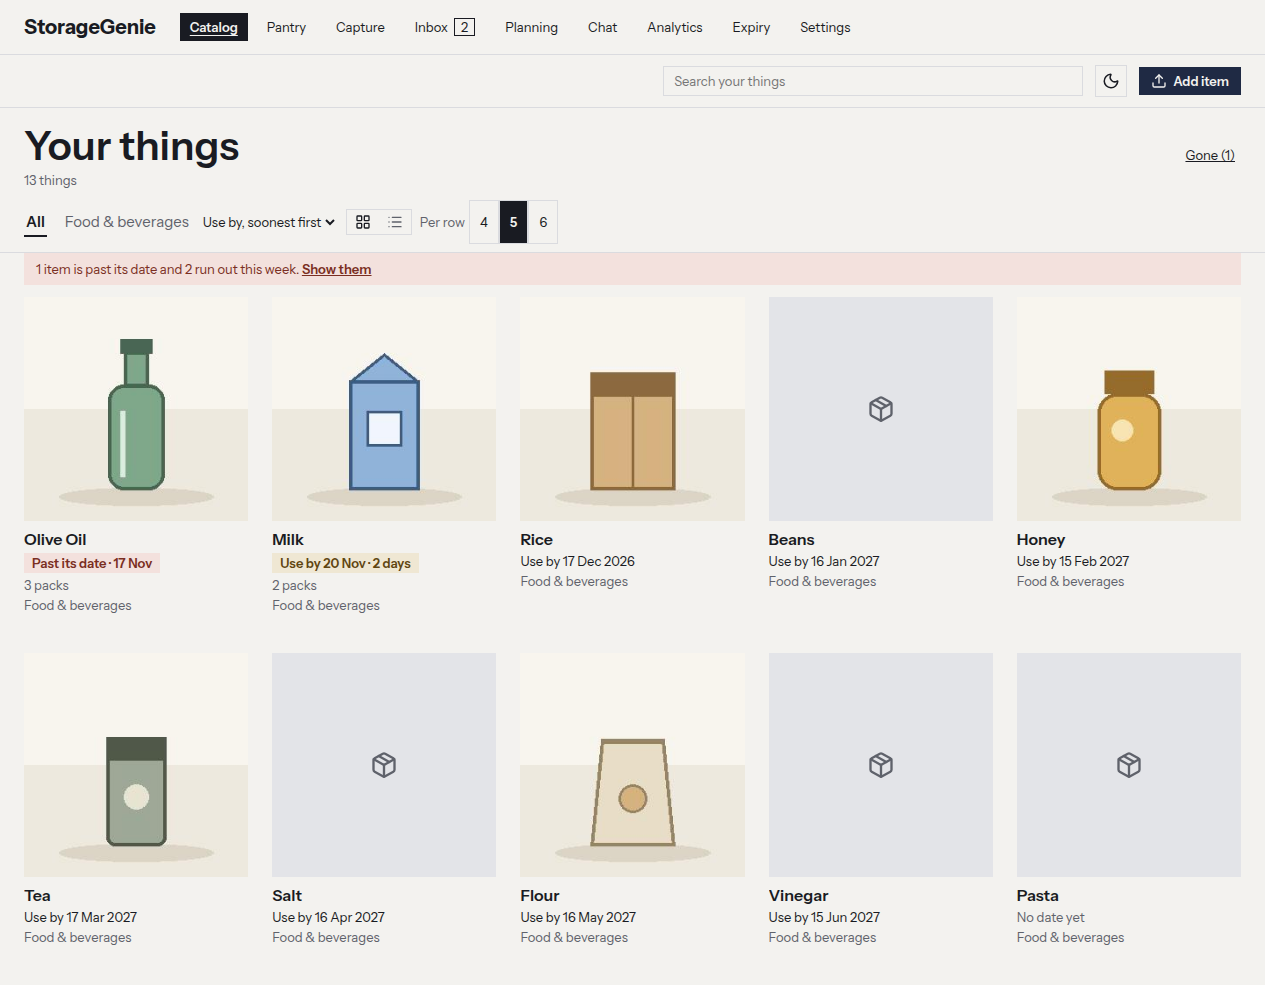 StorageGenie Catalog Pantry Capture Inbox 2 Planning Chat Analytics Expiry Settings
Search your things Add item
Your things
Gone (1)
13 things
All Food & beverages Use by, soonest first Per row 4 5 6
1 item is past its date and 2 run out this week. Show them
Olive Oil Milk Rice Beans Honey
Past its date · 17 Nov Use by 20 Nov · 2 days Use by 17 Dec 2026 Use by 16 Jan 2027 Use by 15 Feb 2027
3 packs 2 packs Food & beverages Food & beverages Food & beverages
Food & beverages Food & beverages
Tea Salt Flour Vinegar Pasta
Use by 17 Mar 2027 Use by 16 Apr 2027 Use by 16 May 2027 Use by 15 Jun 2027 No date yet
Food & beverages Food & beverages Food & beverages Food & beverages Food & beverages